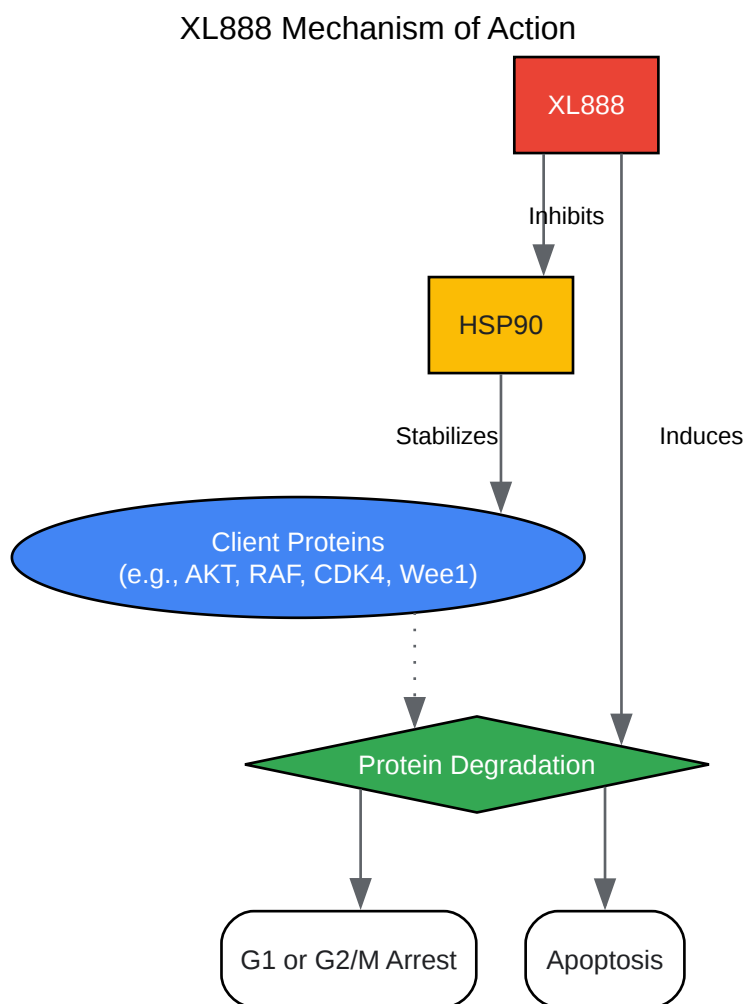 XL888 Mechanism of Action
XL888
Inhibits
HSP90
Stabilizes
Induces
Client Proteins
(e.g., AKT, RAF, CDK4, Wee1)
Protein Degradation
G1 or G2/M Arrest
Apoptosis